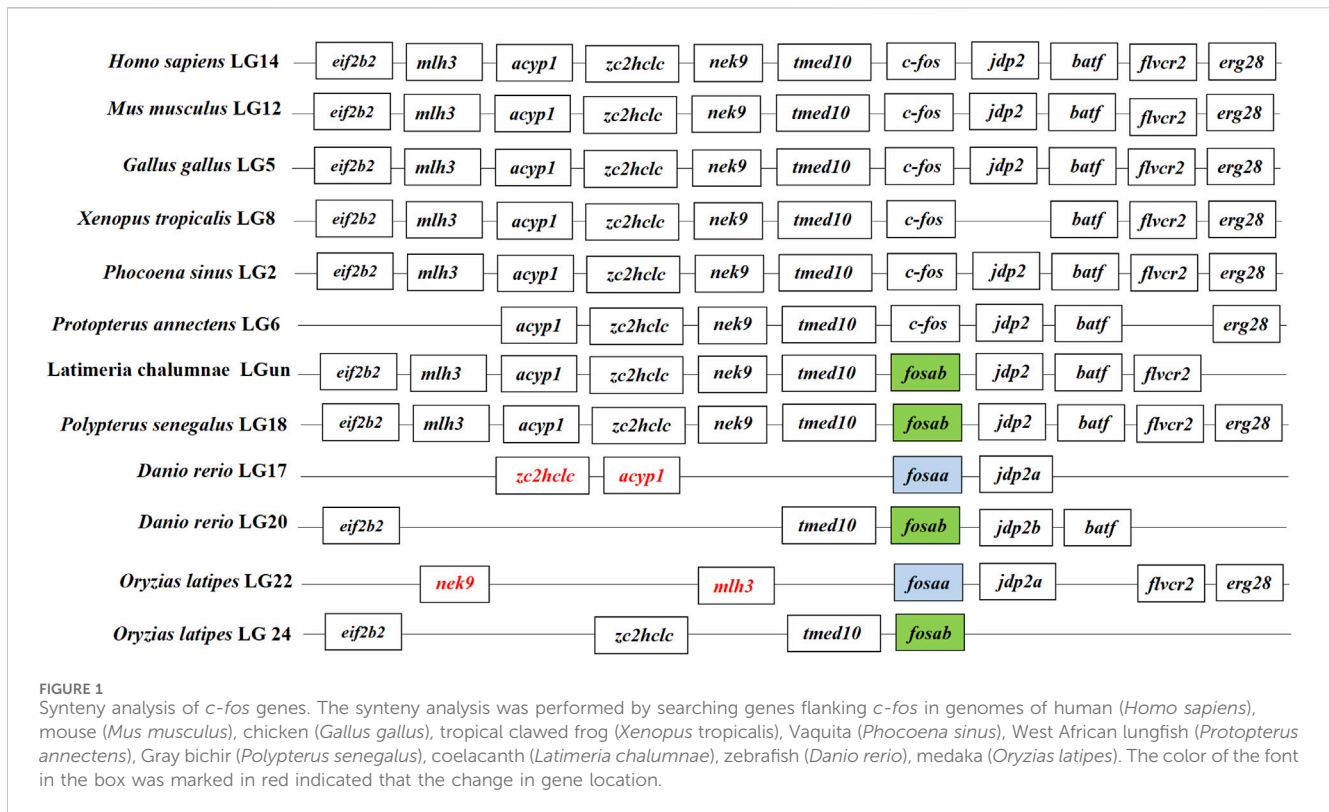 Homo sapiens LG14 eif2b2 mlh3 acyp1 zc2hclc nek9 tmed10 c-fos jdp2 batf flvcr2 erg28
Mus musculus LG12 eif2b2 mlh3 acyp1 zc2hclc nek9 tmed10 c-fos jdp2 batf flvcr2 erg28
Gallus gallus LG5 eif2b2 mlh3 acyp1 zc2hclc nek9 tmed10 c-fos jdp2 batf flvcr2 erg28
Xenopus tropicalis LG8 eif2b2 mlh3 acyp1 zc2hclc nek9 tmed10 c-fos batf flvcr2 erg28
Phocoena sinus LG2 eif2b2 mlh3 acyp1 zc2hclc nek9 tmed10 c-fos jdp2 batf flvcr2 erg28
Protopterus annectens LG6 acyp1 zc2hclc nek9 tmed10 c-fos jdp2 batf erg28
Latimeria chalumnae LGun eif2b2 mlh3 acyp1 zc2hclc nek9 tmed10 fosab jdp2 batf flvcr2
Polypterus senegalus LG18 eif2b2 mlh3 acyp1 zc2hclc nek9 tmed10 fosab jdp2 batf flvcr2 erg28
Danio rerio LG17 zc2hclc acyp1 fosaa jdp2a
Danio rerio LG20 eif2b2 tmed10 fosab jdp2b batf
Oryzias latipes LG22 nek9 mlh3 fosaa jdp2a flvcr2 erg28
Oryzias latipes LG 24 eif2b2 zc2hclc tmed10 fosab
FIGURE 1
Synteny analysis of c-fos genes. The synteny analysis was performed by searching genes flanking c-fos in genomes of human (Homo sapiens),
mouse (Mus musculus), chicken (Gallus gallus), tropical clawed frog (Xenopus tropicalis), Vaquita (Phocoena sinus), West African lungfish (Protopterus
annectens), Gray bichir (Polypterus senegalus), coelacanth (Latimeria chalumnae), zebrafish (Danio rerio), medaka (Oryzias latipes). The color of the font
in the box was marked in red indicated that the change in gene location.